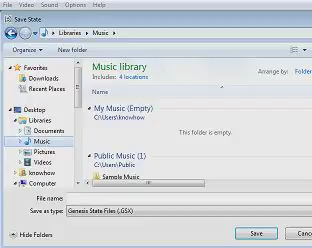 File Video Sound Options Help
Save State
Libraries Music
Organize New folder
Favorites
Downloads
Recent Places
Desktop
Libraries
Documents
Music
Pictures
Videos
knowhow
Computer
Music library
Includes: 4 locations
Arrange by: Folder
Name
My Music (Empty)
C:\Users\knowhow
This folder is empty.
Public Music (1)
C:\Users\Public
Sample Music
File name:
Save as type: Genesis State Files (.GSX)
Hide Folders
Save
Canc